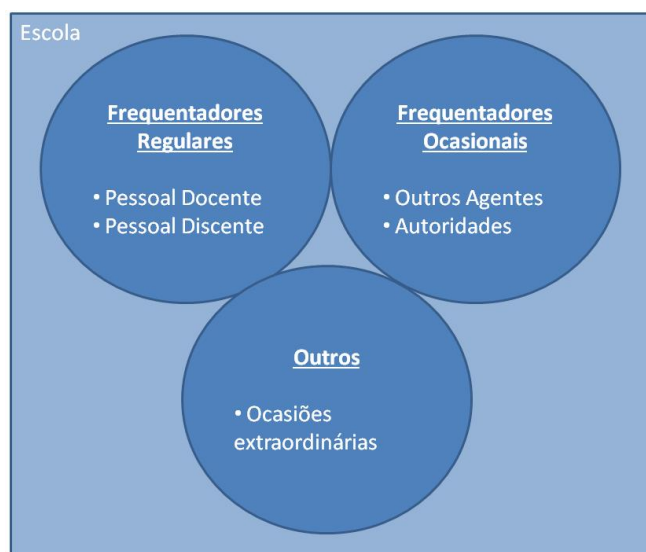 Escola
Frequentadores
Regulares
• Pessoal Docente
• Pessoal Discente
Frequentadores
Ocasionais
• Outros Agentes
• Autoridades
Outros
• Ocasiões
extraordinárias